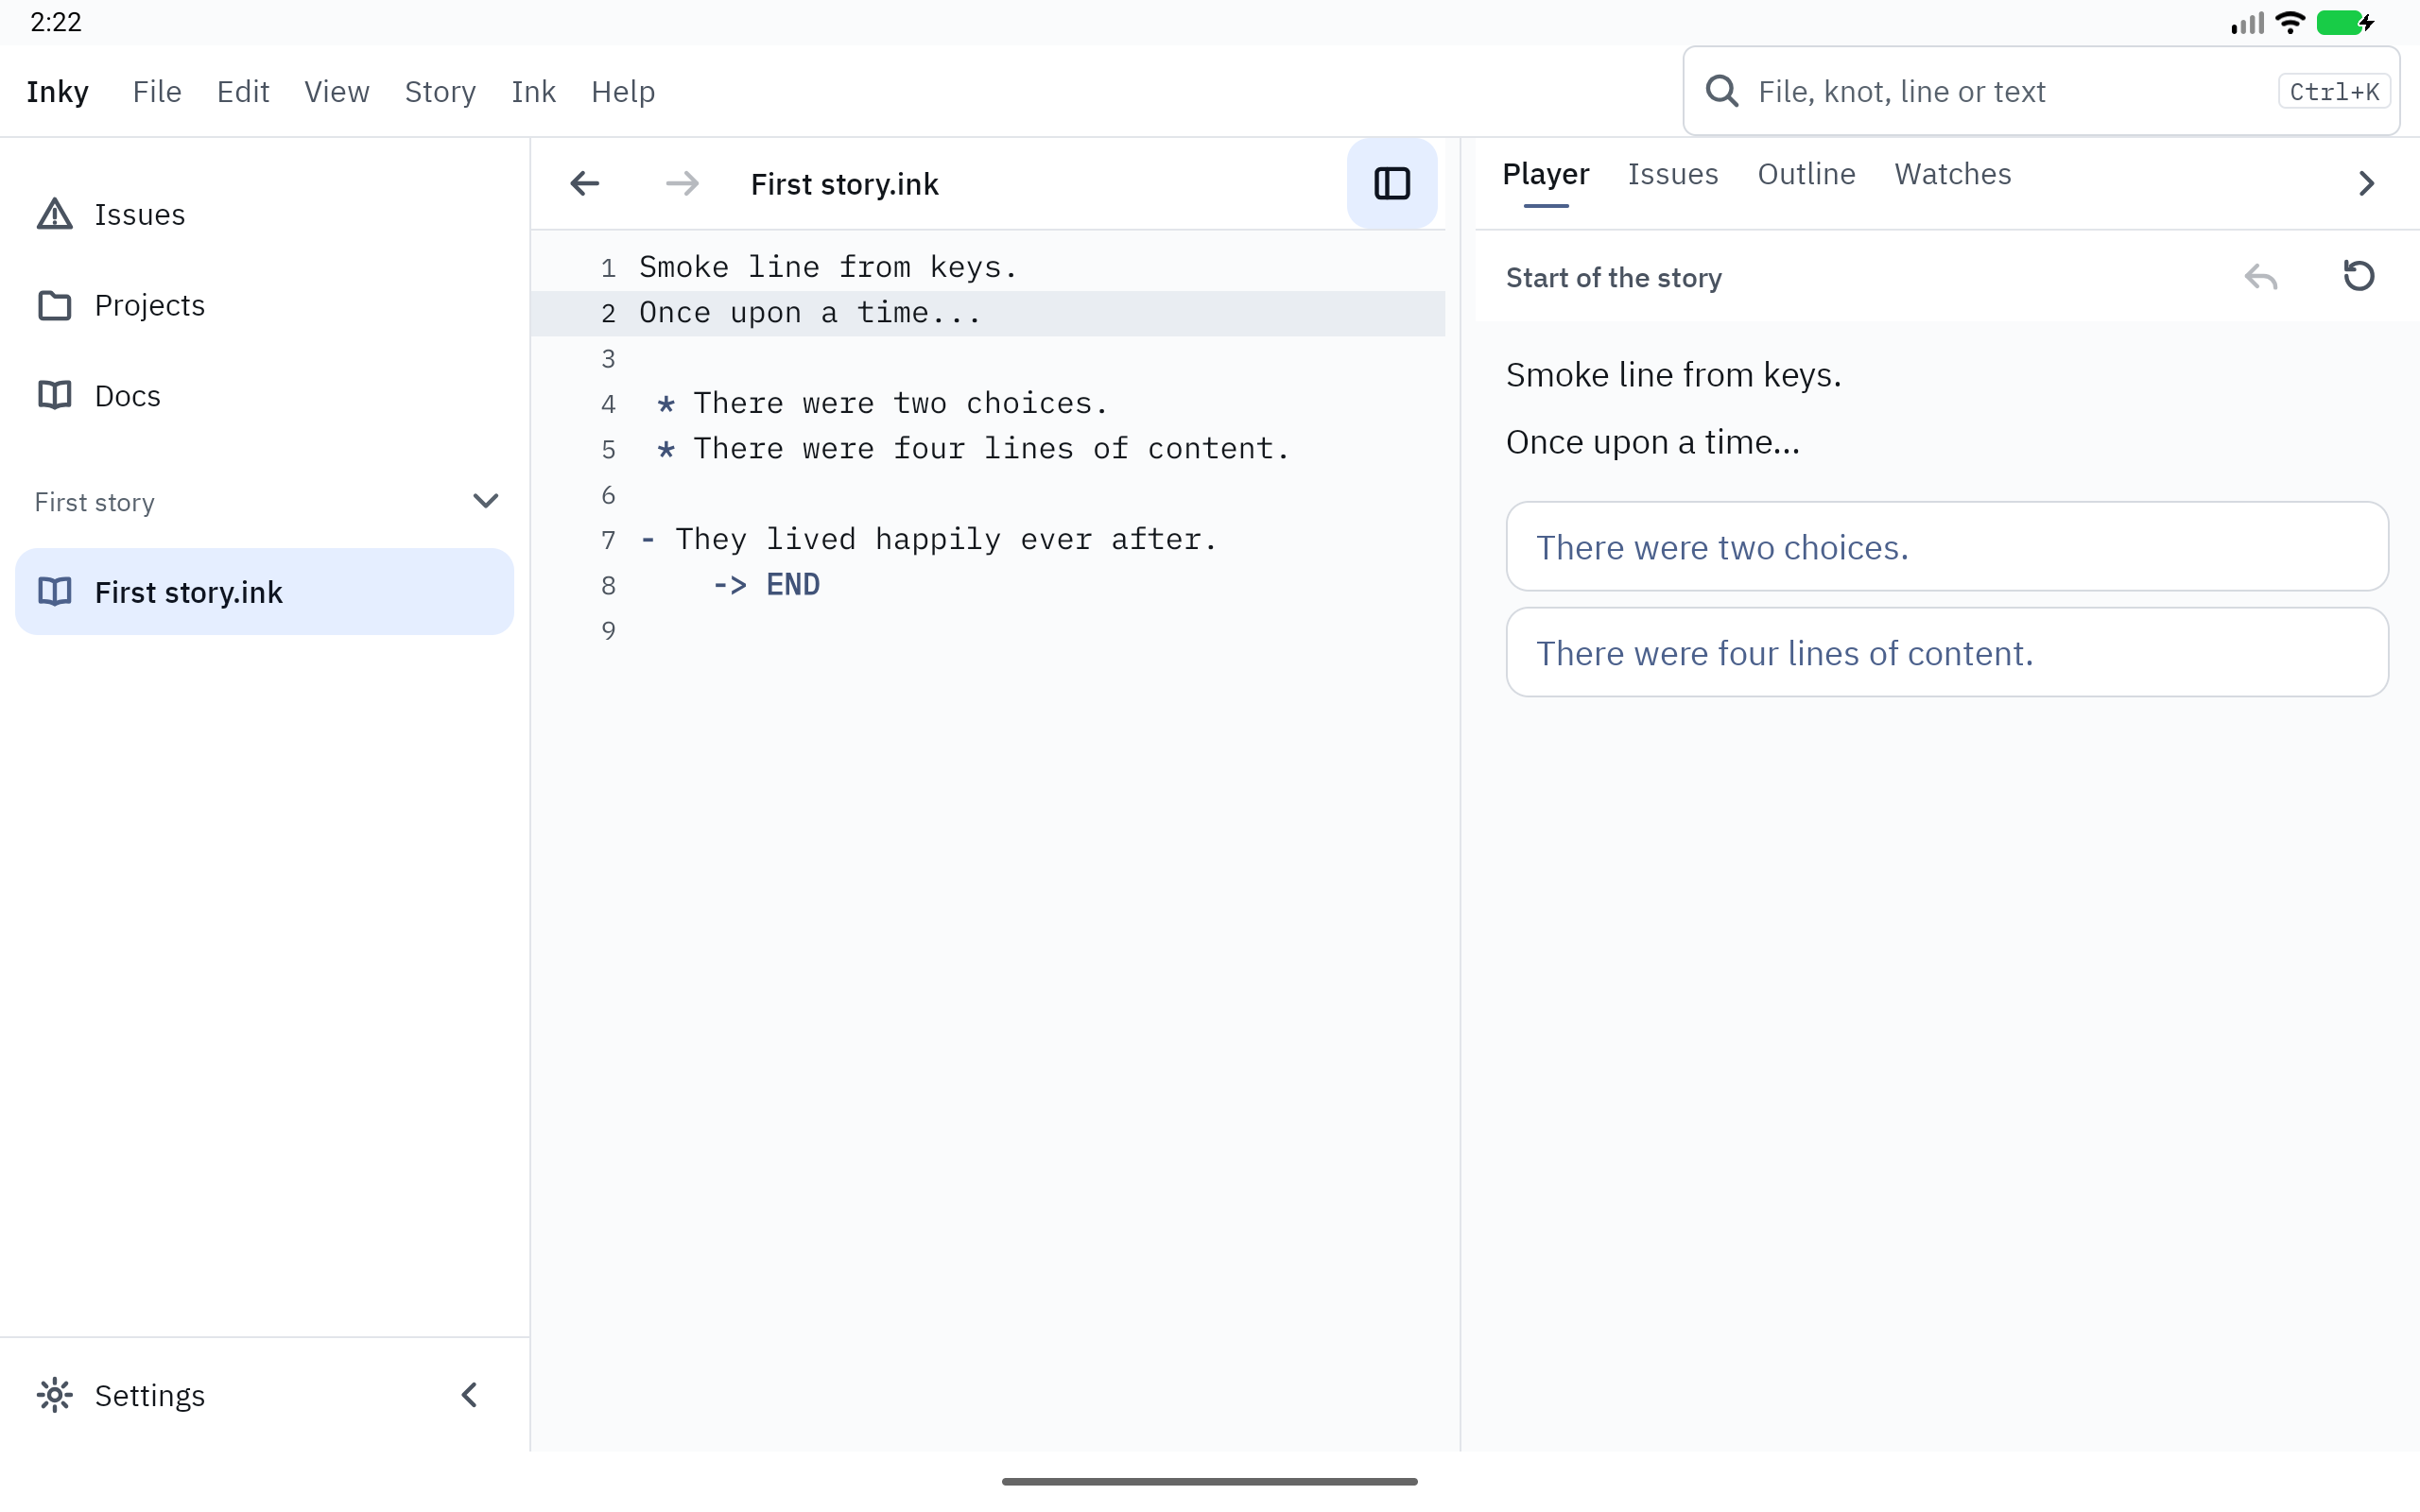 2:22
Inky File Edit View Story Ink Help
File, knot, line or text Ctrl+K
Issues
Projects
Docs
First story
First story.ink
Settings
First story.ink
1 Smoke line from keys.
2 Once upon a time...
3
4 * There were two choices.
5 * There were four lines of content.
6
7 - They lived happily ever after.
8 -> END
9
Player Issues Outline Watches
Start of the story
Smoke line from keys.
Once upon a time...
There were two choices.
There were four lines of content.